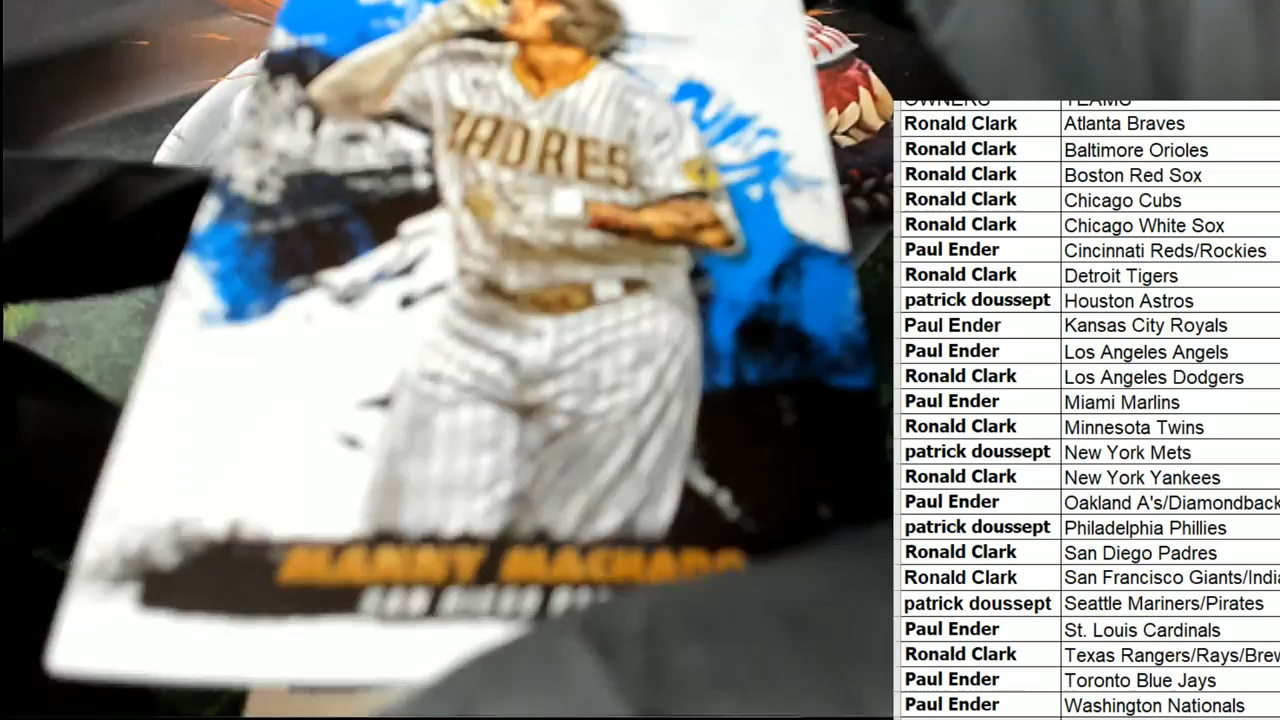 PADRES
MANNY MACHADO
SAN DIEGO
OWNERS TEAMS
Ronald Clark Atlanta Braves
Ronald Clark Baltimore Orioles
Ronald Clark Boston Red Sox
Ronald Clark Chicago Cubs
Ronald Clark Chicago White Sox
Paul Ender Cincinnati Reds/Rockies
Ronald Clark Detroit Tigers
patrick doussept Houston Astros
Paul Ender Kansas City Royals
Paul Ender Los Angeles Angels
Ronald Clark Los Angeles Dodgers
Paul Ender Miami Marlins
Ronald Clark Minnesota Twins
patrick doussept New York Mets
Ronald Clark New York Yankees
Paul Ender Oakland A's/Diamondback
patrick doussept Philadelphia Phillies
Ronald Clark San Diego Padres
Ronald Clark San Francisco Giants/Indi
patrick doussept Seattle Mariners/Pirates
Paul Ender St. Louis Cardinals
Ronald Clark Texas Rangers/Rays/Brew
Paul Ender Toronto Blue Jays
Paul Ender Washington Nationals